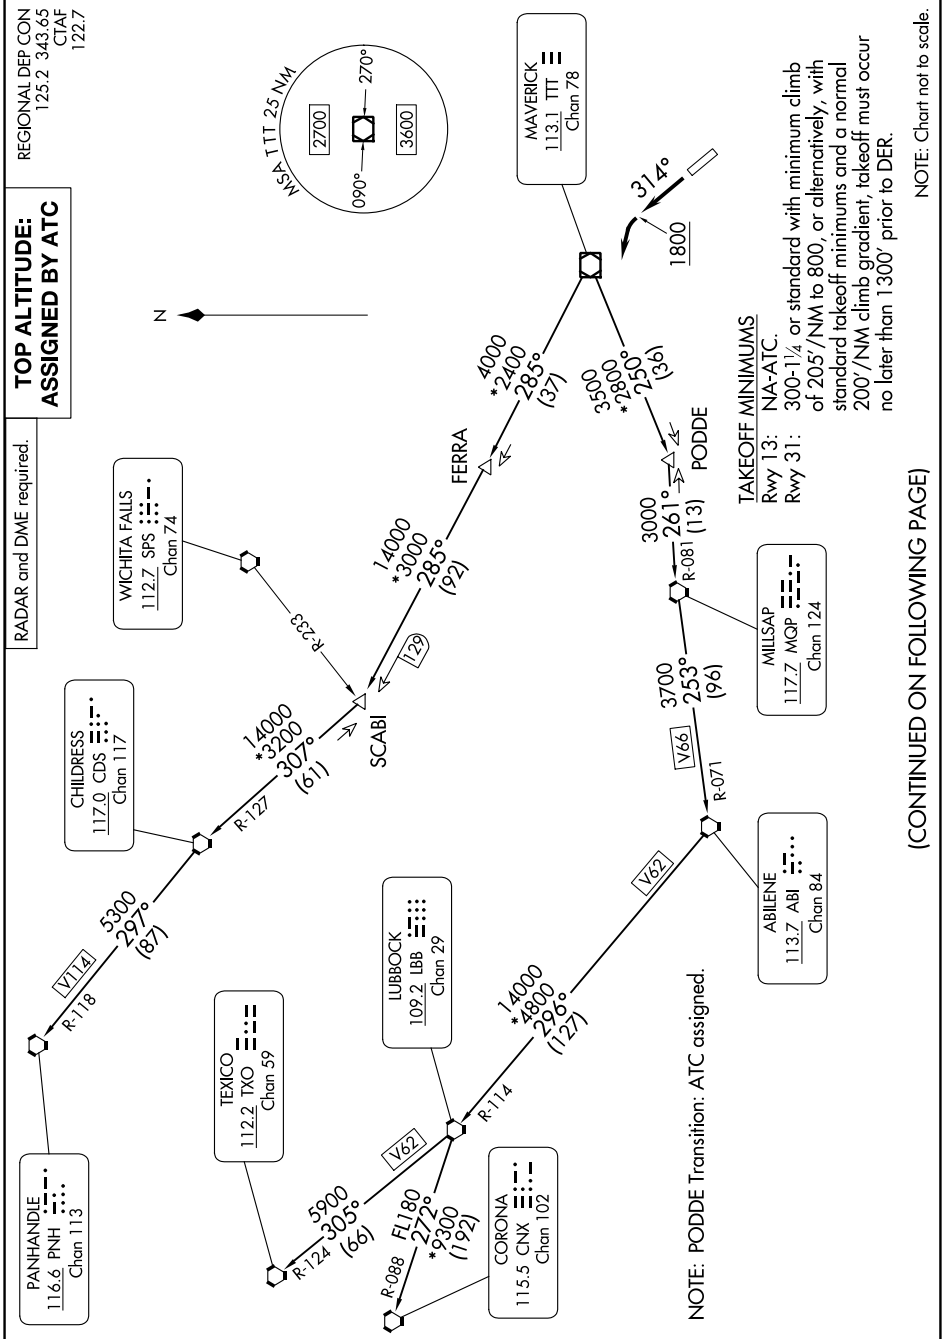 RADAR and DME required.
TOP ALTITUDE:
ASSIGNED BY ATC
REGIONAL DEP CON
125.2 343.65
CTAF
122.7
N
MSA TTT 25 NM
2700
090°
270°
3600
PANHANDLE
116.6 PNH
Chan 113
R-118
V114
5300
297°
(87)
CHILDRESS
117.0 CDS
Chan 117
R-127
14000
*3200
307°
(61)
WICHITA FALLS
112.7 SPS
Chan 74
R-233
SCABI
129
14000
*3000
285°
(92)
FERRA
4000
*2400
285°
(37)
MAVERICK
113.1 TTT
Chan 78
314°
1800
TEXICO
112.2 TXO
Chan 59
R-124
5900
305°
(66)
V62
LUBBOCK
109.2 LBB
Chan 29
R-114
14000
*4800
296°
(127)
V62
CORONA
115.5 CNX
Chan 102
R-088
FL180
272°
*9300
(192)
ABILENE
113.7 ABI
Chan 84
R-071
V66
3700
253°
(96)
MILLSAP
117.7 MQP
Chan 124
R-081
3000
261°
(13)
PODDE
3500
*2800
250°
(36)
NOTE: PODDE Transition: ATC assigned.
TAKEOFF MINIMUMS
Rwy 13: NA-ATC.
Rwy 31: 300-1¼ or standard with minimum climb
of 205'/NM to 800, or alternatively, with
standard takeoff minimums and a normal
200'/NM climb gradient, takeoff must occur
no later than 1300' prior to DER.
(CONTINUED ON FOLLOWING PAGE)
NOTE: Chart not to scale.